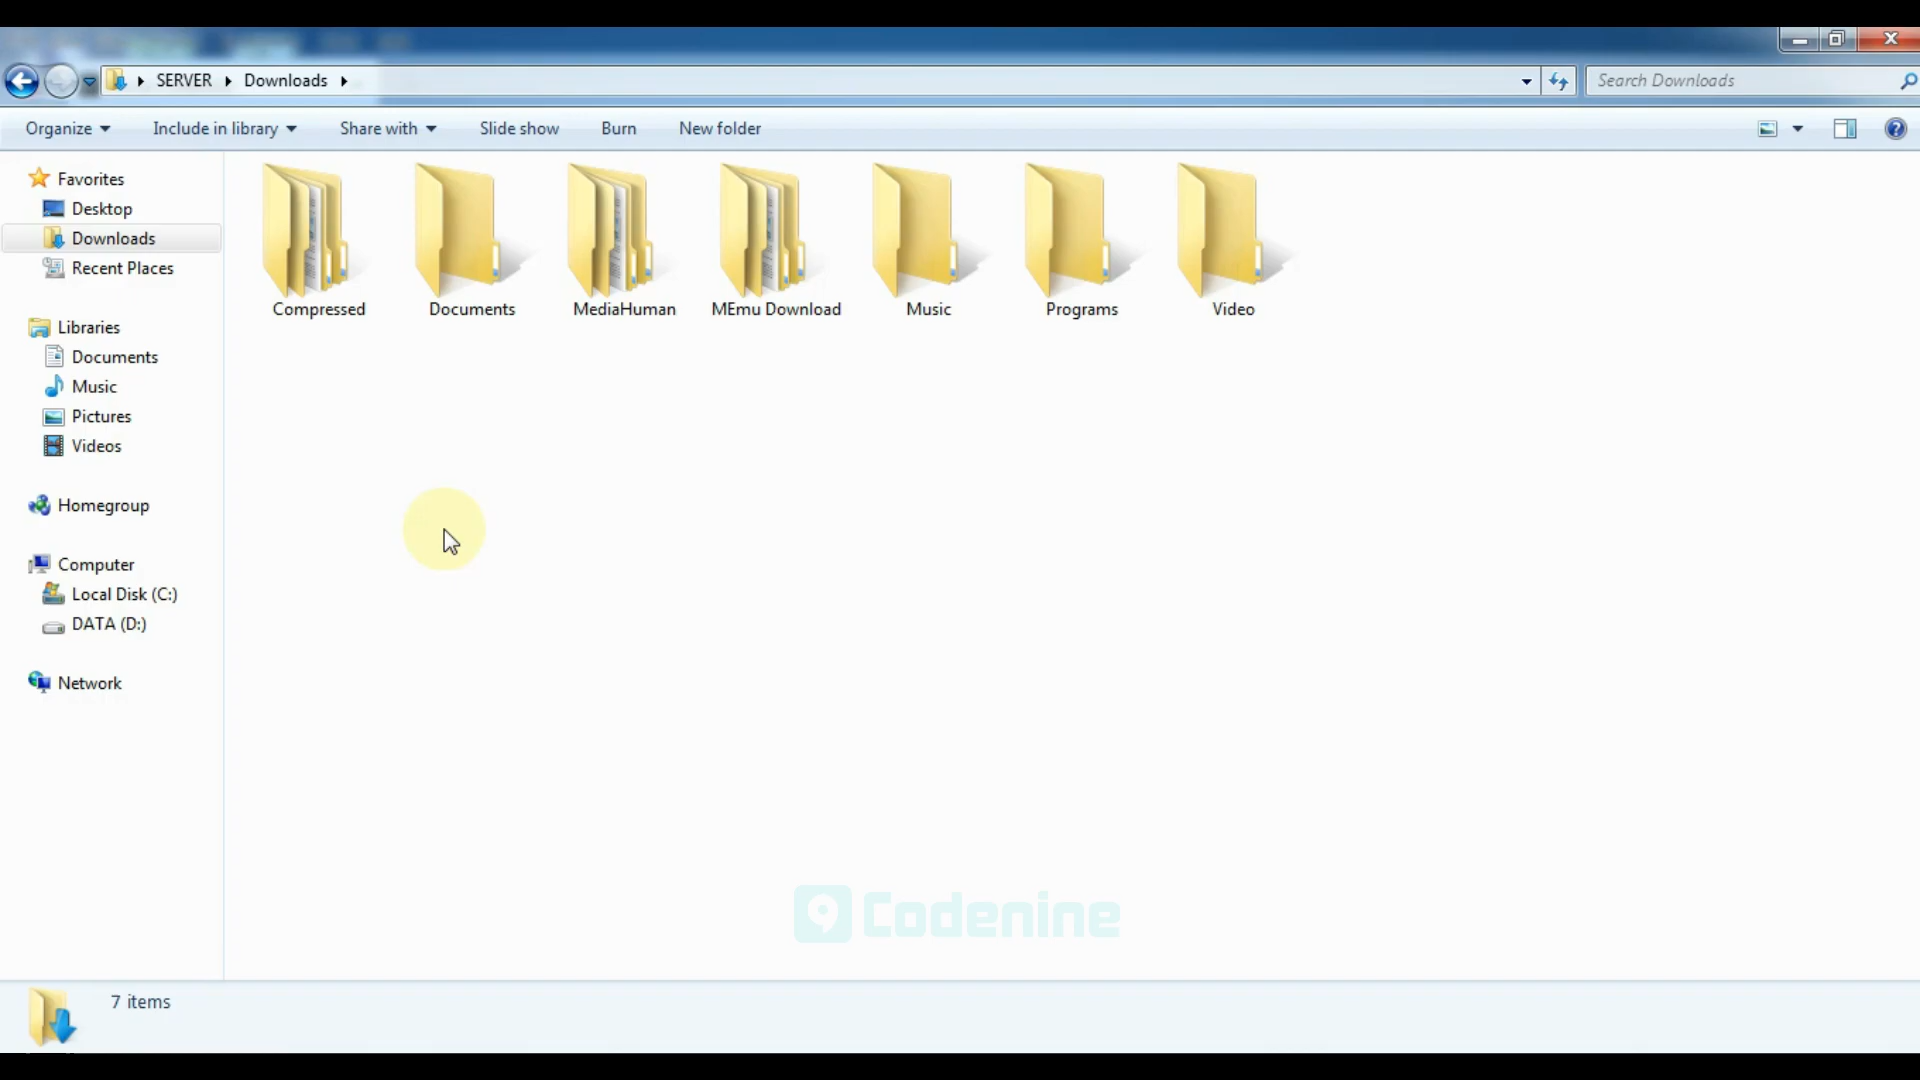 SERVER Downloads
Search Downloads
Organize Include in library Share with Slide show Burn New folder
Favorites
Desktop
Downloads
Recent Places
Libraries
Documents
Music
Pictures
Videos
Homegroup
Computer
Local Disk (C:)
DATA (D:)
Network
Compressed Documents MediaHuman MEmu Download Music Programs Video
Codenine
7 items